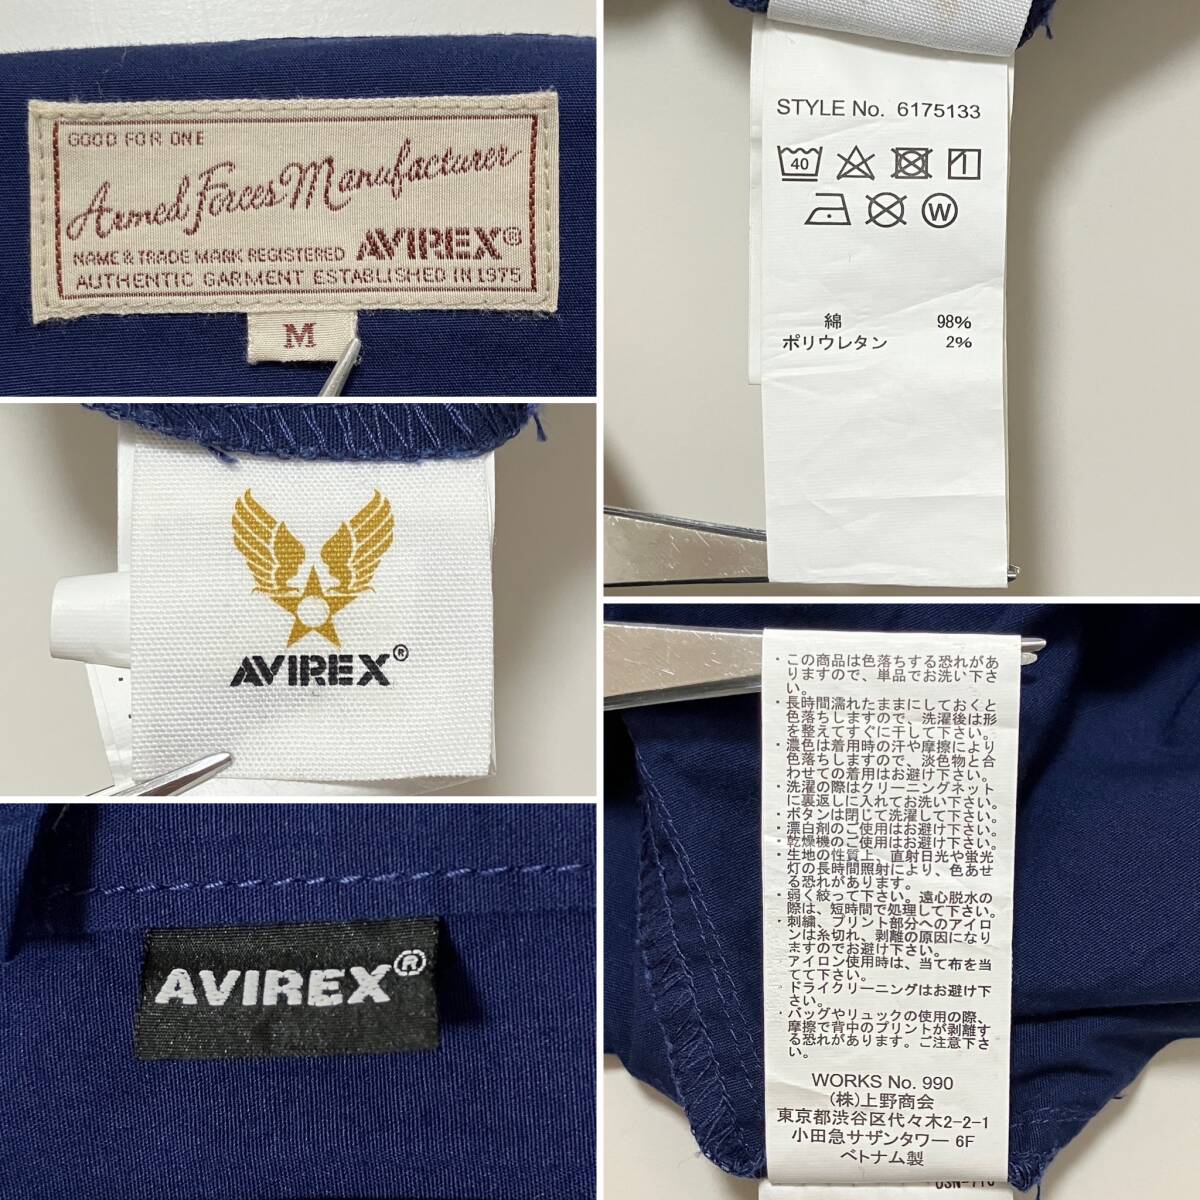 GOOD FOR ONE
Armed Forces Manufacturer
NAME & TRADE MARK REGISTERED AVIREX®
AUTHENTIC GARMENT ESTABLISHED IN 1975
M
AVIREX®
AVIREX®
STYLE No. 6175133
40
1
W
綿 98%
ポリウレタン 2%
・この商品は色落ちする恐れがあ
りますので、単品でお洗い下さ
い。
・長時間濡れたままにしておくと
色落ちしますので、洗濯後は形
を整えてすぐに干して下さい。
・濃色は着用時の汗や摩擦により
色落ちしますので、淡色物と合
わせての着用はお避け下さい。
・洗濯の際はクリーニングネット
に裏返しに入れてお洗い下さい。
・ボタンは閉じて洗濯して下さい。
・漂白剤のご使用はお避け下さい。
・乾燥機のご使用はお避け下さい。
・生地の性質上、直射日光や蛍光
灯の長時間照射により、色あせ
る恐れがあります。
・弱く絞って下さい。遠心脱水の
際は、短時間で処理して下さい。
・刺繍、プリント部分へのアイロ
ンは糸切れ、剥離の原因になり
ますのでお避け下さい。
アイロン使用時は、当て布を当
てて下さい。
・ドライクリーニングはお避け下
さい。
・バッグやリュックの使用の際、
摩擦で背中のプリントが剥離す
る恐れがあります。ご注意下さ
い。
WORKS No. 990
(株)上野商会
東京都渋谷区代々木2-2-1
小田急サザンタワー 6F
ベトナム製